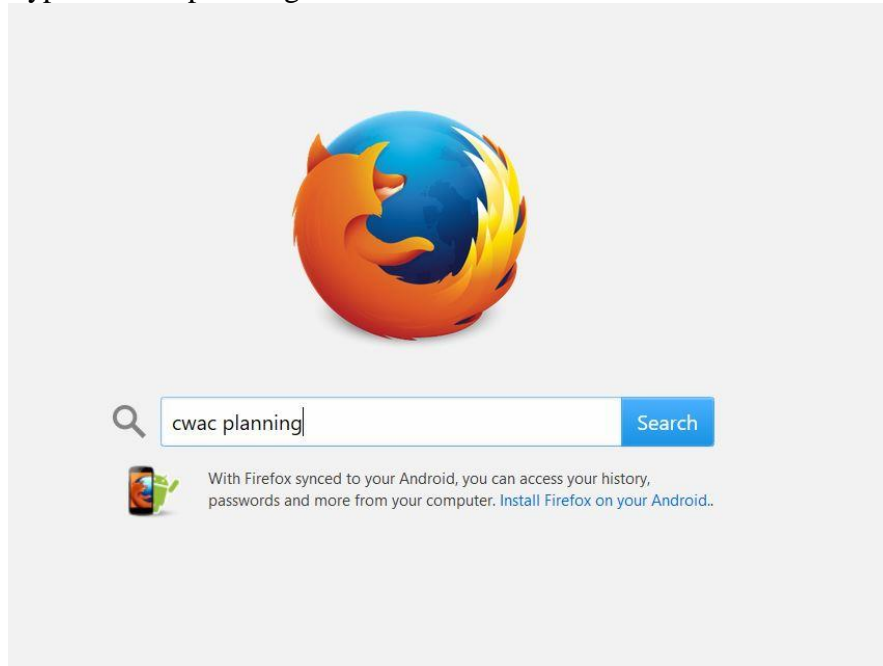 cwac planning
Search
With Firefox synced to your Android, you can access your history,
passwords and more from your computer. Install Firefox on your Android..